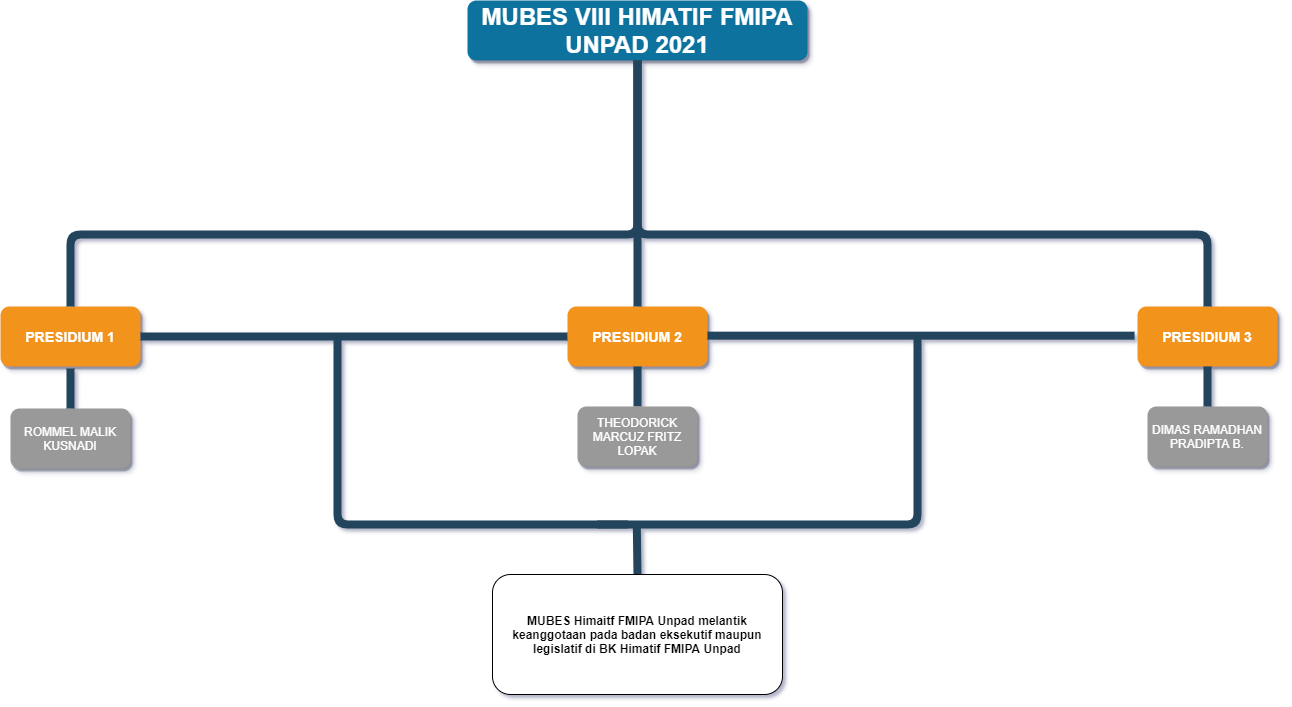 MUBES VIII HIMATIF FMIPA
UNPAD 2021
PRESIDIUM 1
PRESIDIUM 2
PRESIDIUM 3
ROMMEL MALIK
KUSNADI
THEODORICK
MARCUZ FRITZ
LOPAK
DIMAS RAMADHAN
PRADIPTA B.
MUBES Himaitf FMIPA Unpad melantik
keanggotaan pada badan eksekutif maupun
legislatif di BK Himatif FMIPA Unpad